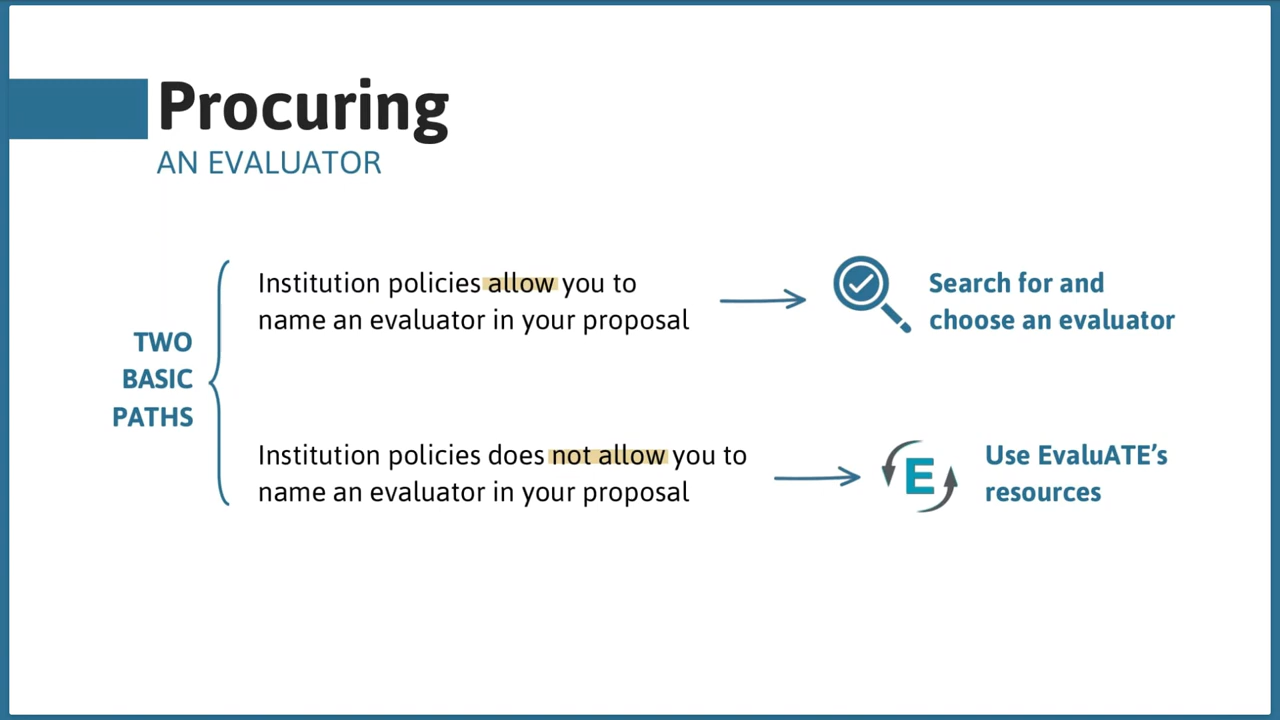 Procuring
AN EVALUATOR
TWO
BASIC
PATHS
Institution policies allow you to
name an evaluator in your proposal
Search for and
choose an evaluator
Institution policies does not allow you to
name an evaluator in your proposal
E
Use EvaluATE’s
resources